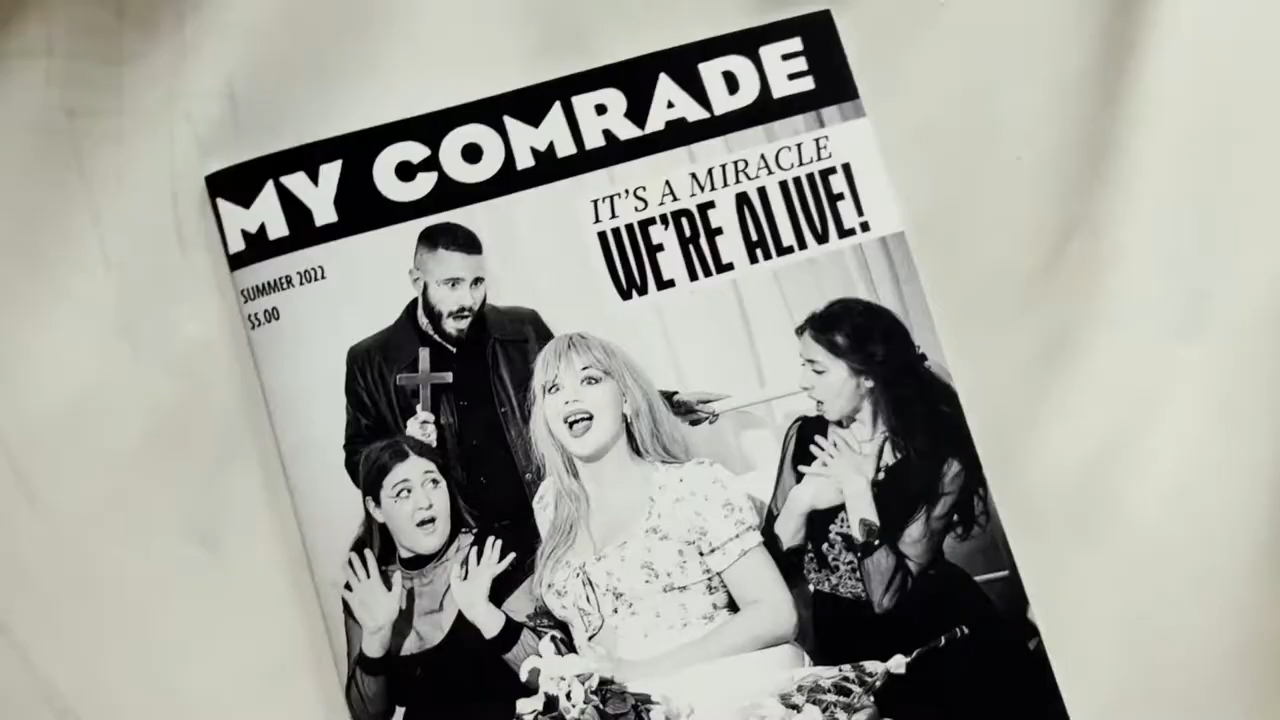 MY COMRADE
IT'S A MIRACLE
WE'RE ALIVE!
SUMMER 2022
$5.00